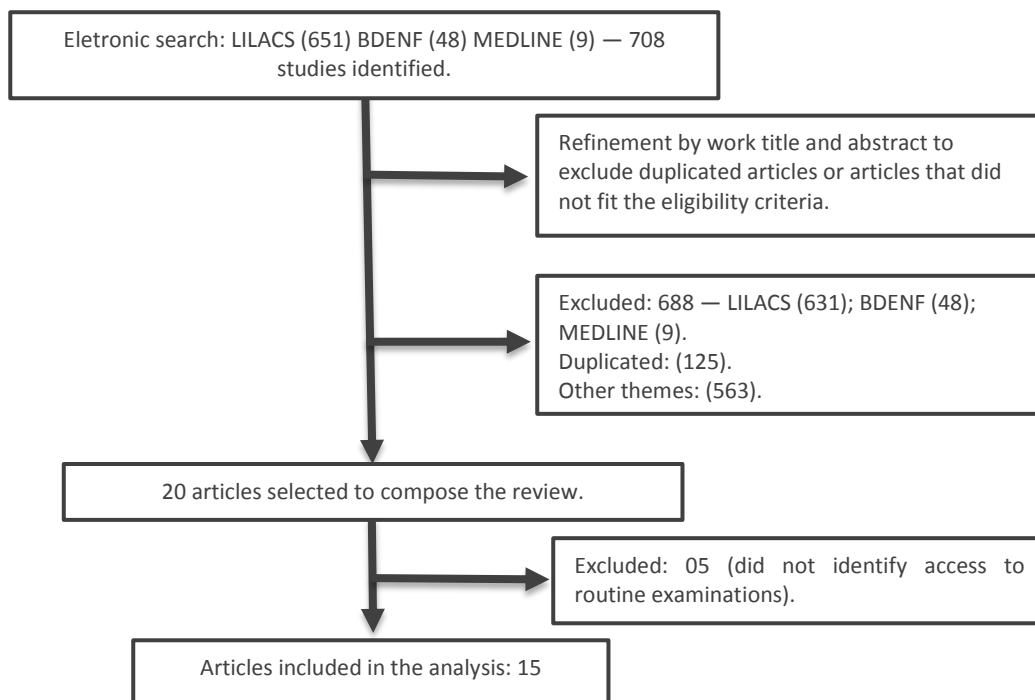 Eletronic search: LILACS (651) BDENF (48) MEDLINE (9) — 708
studies identified.
Refinement by work title and abstract to
exclude duplicated articles or articles that did
not fit the eligibility criteria.
Excluded: 688 — LILACS (631); BDENF (48);
MEDLINE (9).
Duplicated: (125).
Other themes: (563).
20 articles selected to compose the review.
Excluded: 05 (did not identify access to
routine examinations).
Articles included in the analysis: 15